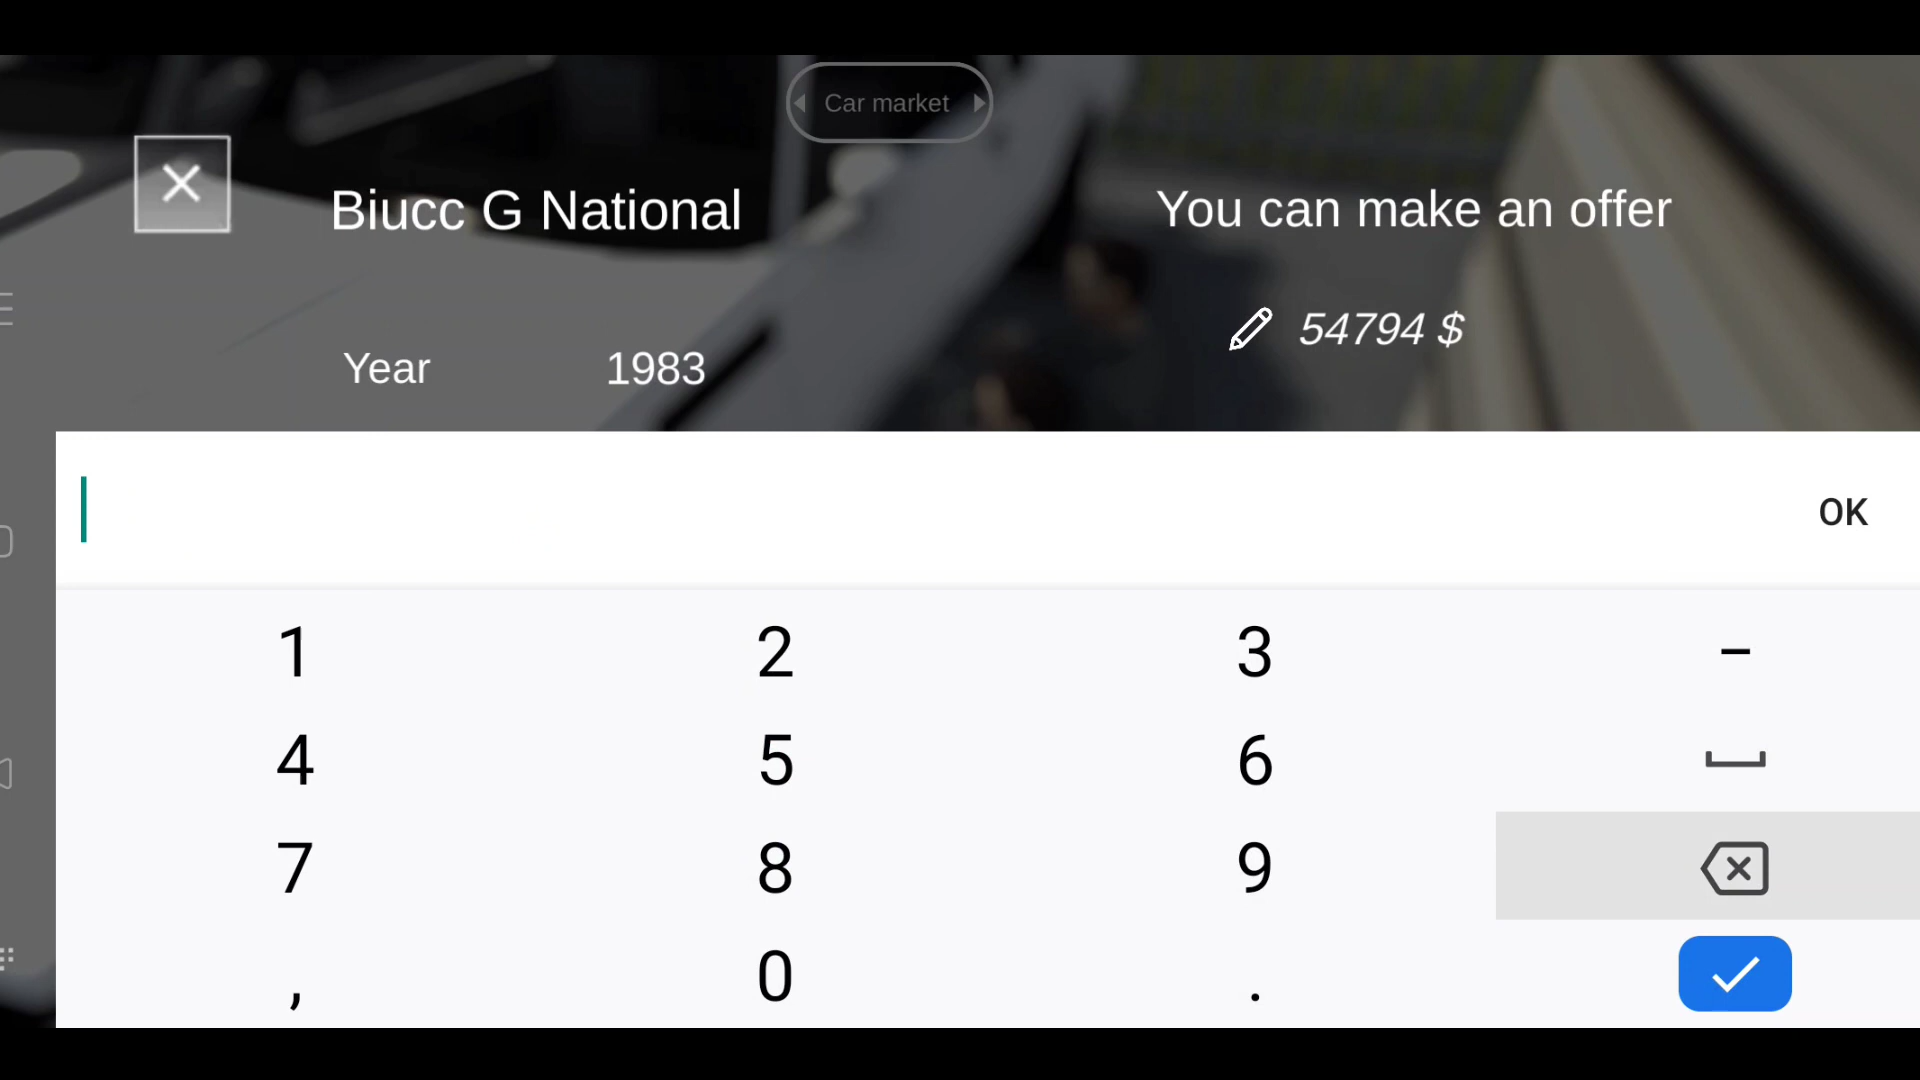 Car market
Biucc G National
You can make an offer
54794 $
Year 1983
OK
1 2 3 –
4 5 6
7 8 9
, 0 .